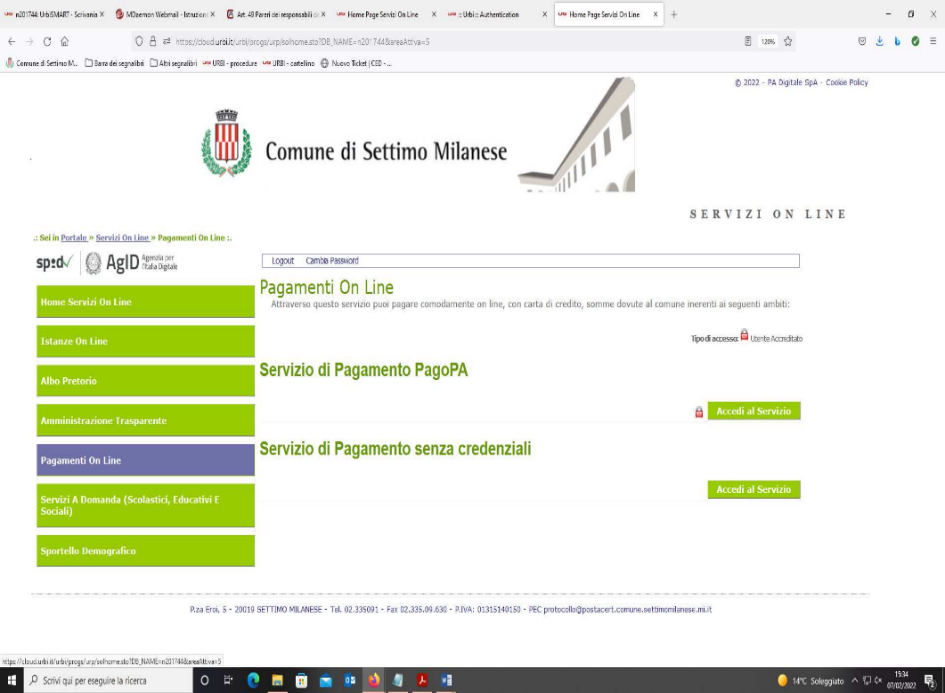 n201744: UrbiSMART - Scrivania
MDaemon Webmail - Istruzioni
Art. 49 Pareri dei responsabili
Home Page Servizi On Line
:: Urbi :: Authentication
Home Page Servizi On Line
https://cloud.urbi.it/urbi/progs/urp/solhome.sto?DB_NAME=n201744&areaAttiva=5
120%
Comune di Settimo M...
Barra dei segnalibri
Altri segnalibri
URBI - procedure
URBI - cartellino
Nuovo Ticket | CED - ...
© 2022 - PA Digitale SpA - Cookie Policy
Comune di Settimo Milanese
SERVIZI ON LINE
.: Sei in Portale » Servizi On Line » Pagamenti On Line :.
sp:d
AgID Agenzia per l'Italia Digitale
Logout Cambia Password
Home Servizi On Line
Istanze On Line
Albo Pretorio
Amministrazione Trasparente
Pagamenti On Line
Servizi A Domanda (Scolastici, Educativi E
Sociali)
Sportello Demografico
Pagamenti On Line
Attraverso questo servizio puoi pagare comodamente on line, con carta di credito, somme dovute al comune inerenti ai seguenti ambiti:
Tipo di accesso: Utente Accreditato
Servizio di Pagamento PagoPA
Accedi al Servizio
Servizio di Pagamento senza credenziali
Accedi al Servizio
P.za Eroi, 5 - 20019 SETTIMO MILANESE - Tel. 02.335091 - Fax 02.335.09.630 - P.IVA: 01315140150 - PEC protocollo@postacert.comune.settimomilanese.mi.it
https://cloud.urbi.it/urbi/progs/urp/solhome.sto?DB_NAME=n201744&areaAttiva=5
Scrivi qui per eseguire la ricerca
14°C Soleggiato
15:34
07/02/2022